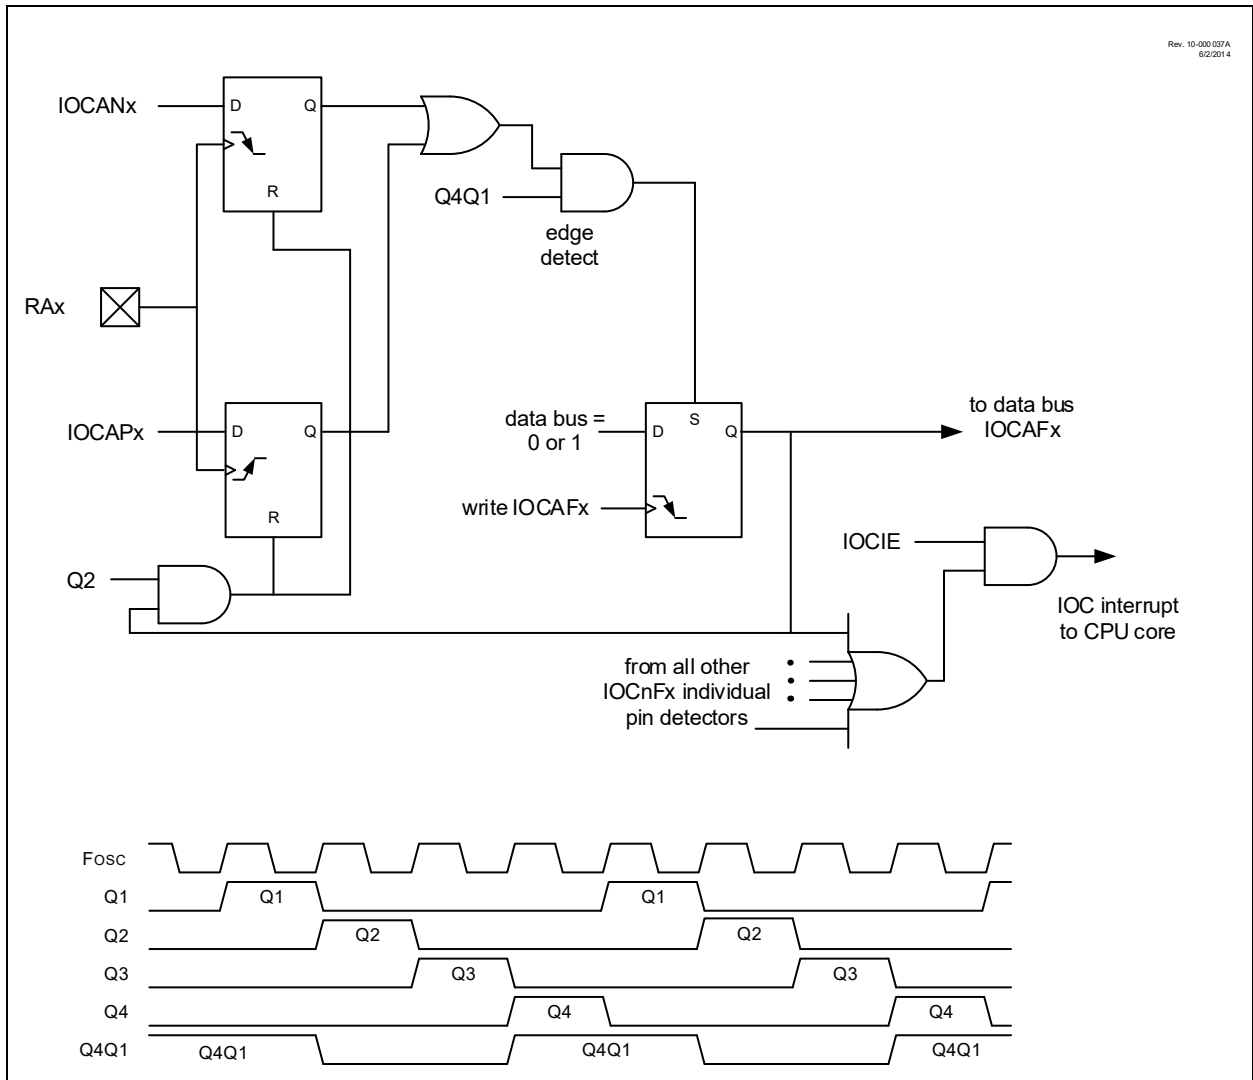 Rev. 10-000037A
6/2/2014
IOCANx
D
Q
R
Q4Q1
edge
detect
RAx
IOCAPx
D
Q
R
data bus =
0 or 1
D
S
Q
to data bus
IOCAFx
write IOCAFx
IOCIE
Q2
IOC interrupt
to CPU core
from all other
IOCnFx individual
pin detectors
FOSC
Q1
Q1
Q1
Q2
Q2
Q2
Q3
Q3
Q3
Q4
Q4
Q4
Q4Q1
Q4Q1
Q4Q1
Q4Q1